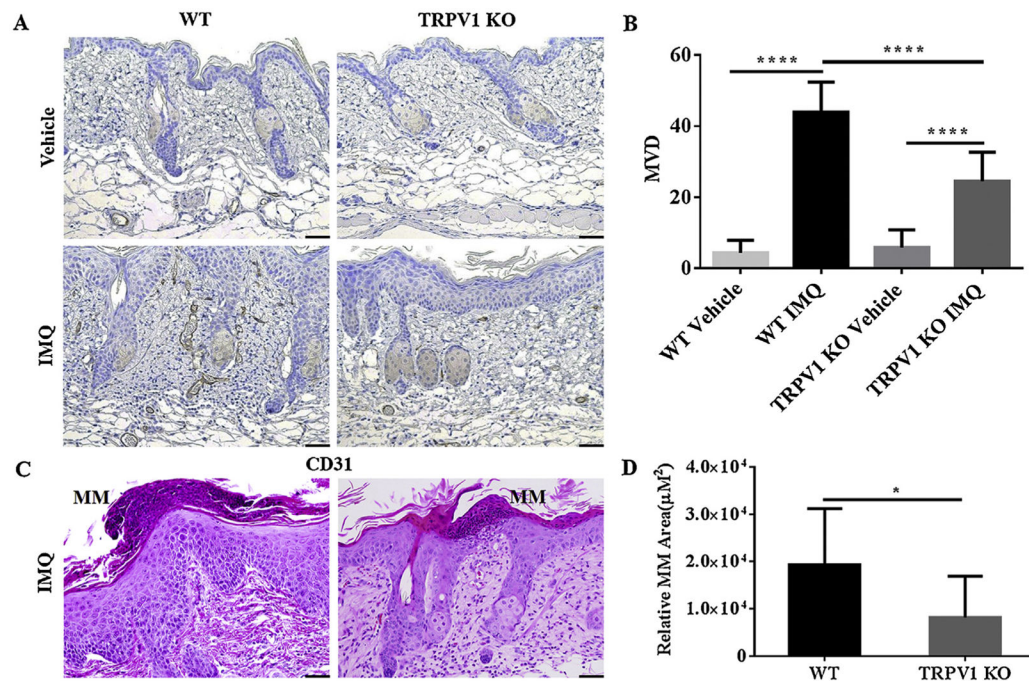 A
WT
TRPV1 KO
Vehicle
IMQ
CD31
B
MVD
60
40
20
0
****
****
****
WT Vehicle
WT IMQ
TRPV1 KO Vehicle
TRPV1 KO IMQ
C
IMQ
MM
MM
D
Relative MM Area(μM²)
4.0×10⁴
3.0×10⁴
2.0×10⁴
1.0×10⁴
0
*
WT
TRPV1 KO